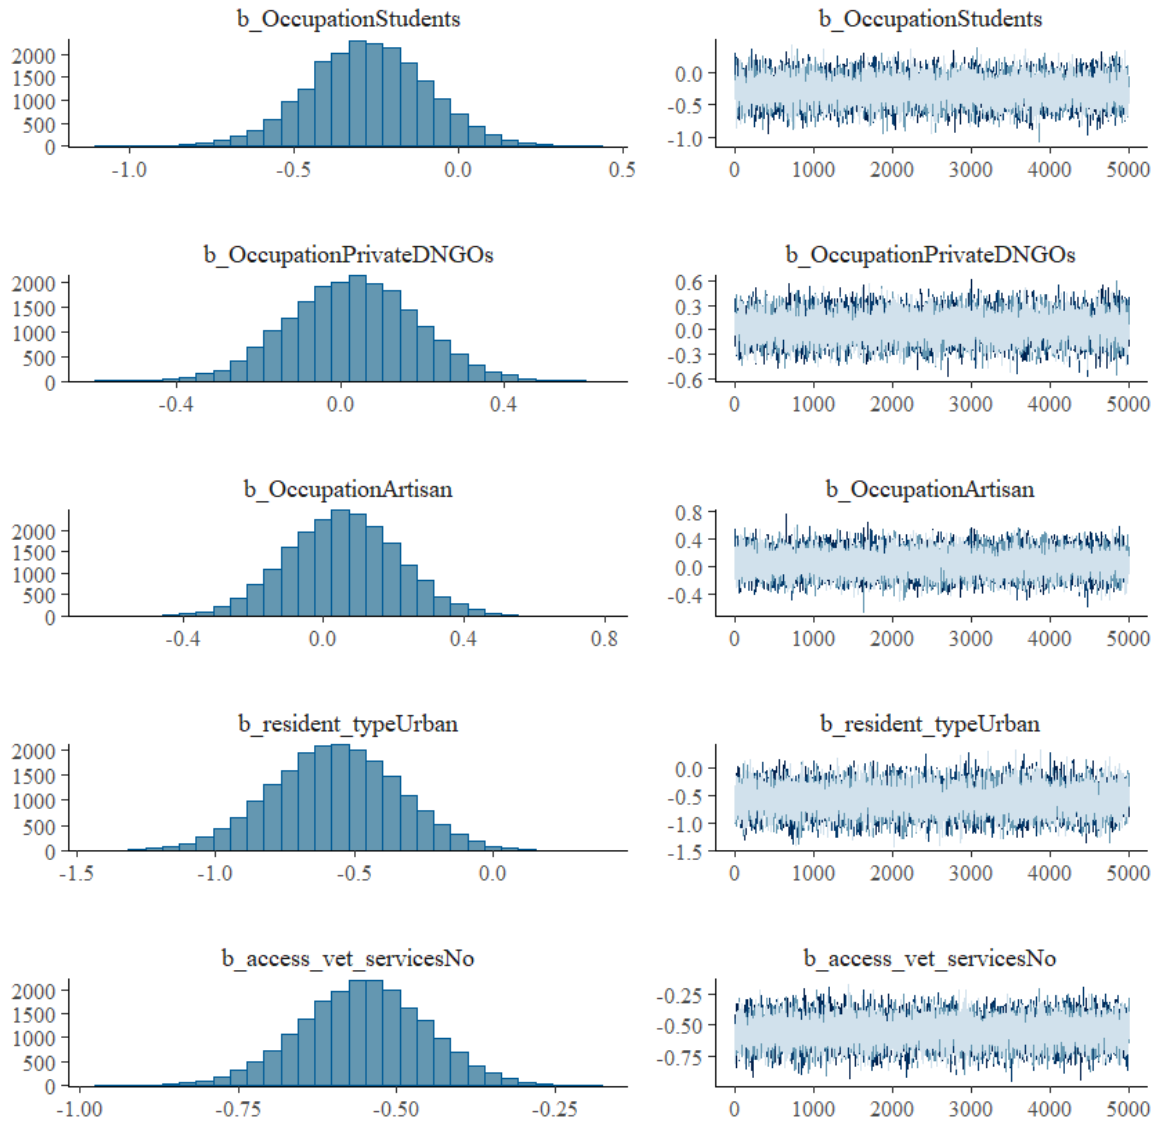 b_OccupationStudents
2000
1500
1000
500
0
-1.0 -0.5 0.0 0.5
b_OccupationStudents
0.0
-0.5
-1.0
0 1000 2000 3000 4000 5000
b_OccupationPrivateDNGOs
2000
1500
1000
500
0
-0.4 0.0 0.4
b_OccupationPrivateDNGOs
0.6
0.3
0.0
-0.3
-0.6
0 1000 2000 3000 4000 5000
b_OccupationArtisan
2000
1500
1000
500
0
-0.4 0.0 0.4 0.8
b_OccupationArtisan
0.8
0.4
0.0
-0.4
0 1000 2000 3000 4000 5000
b_resident_typeUrban
2000
1500
1000
500
0
-1.5 -1.0 -0.5 0.0
b_resident_typeUrban
0.0
-0.5
-1.0
-1.5
0 1000 2000 3000 4000 5000
b_access_vet_servicesNo
2000
1500
1000
500
0
-1.00 -0.75 -0.50 -0.25
b_access_vet_servicesNo
-0.25
-0.50
-0.75
0 1000 2000 3000 4000 5000